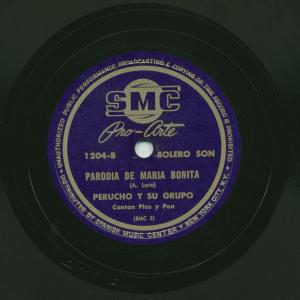 UNAUTHORIZED PUBLIC PERFORMANCE, BROADCASTING & COPYING OF THIS RECORD IS PROHIBITED
SMC
Pro-Arte
1204-B
BOLERO SON
PARODIA DE MARIA BONITA
(A. Lara)
PERUCHO Y SU GRUPO
Cantan Pico y Pon
(SMC 3)
• DISTRIBUTED BY SPANISH MUSIC CENTER • NEW YORK CITY, N.Y. •